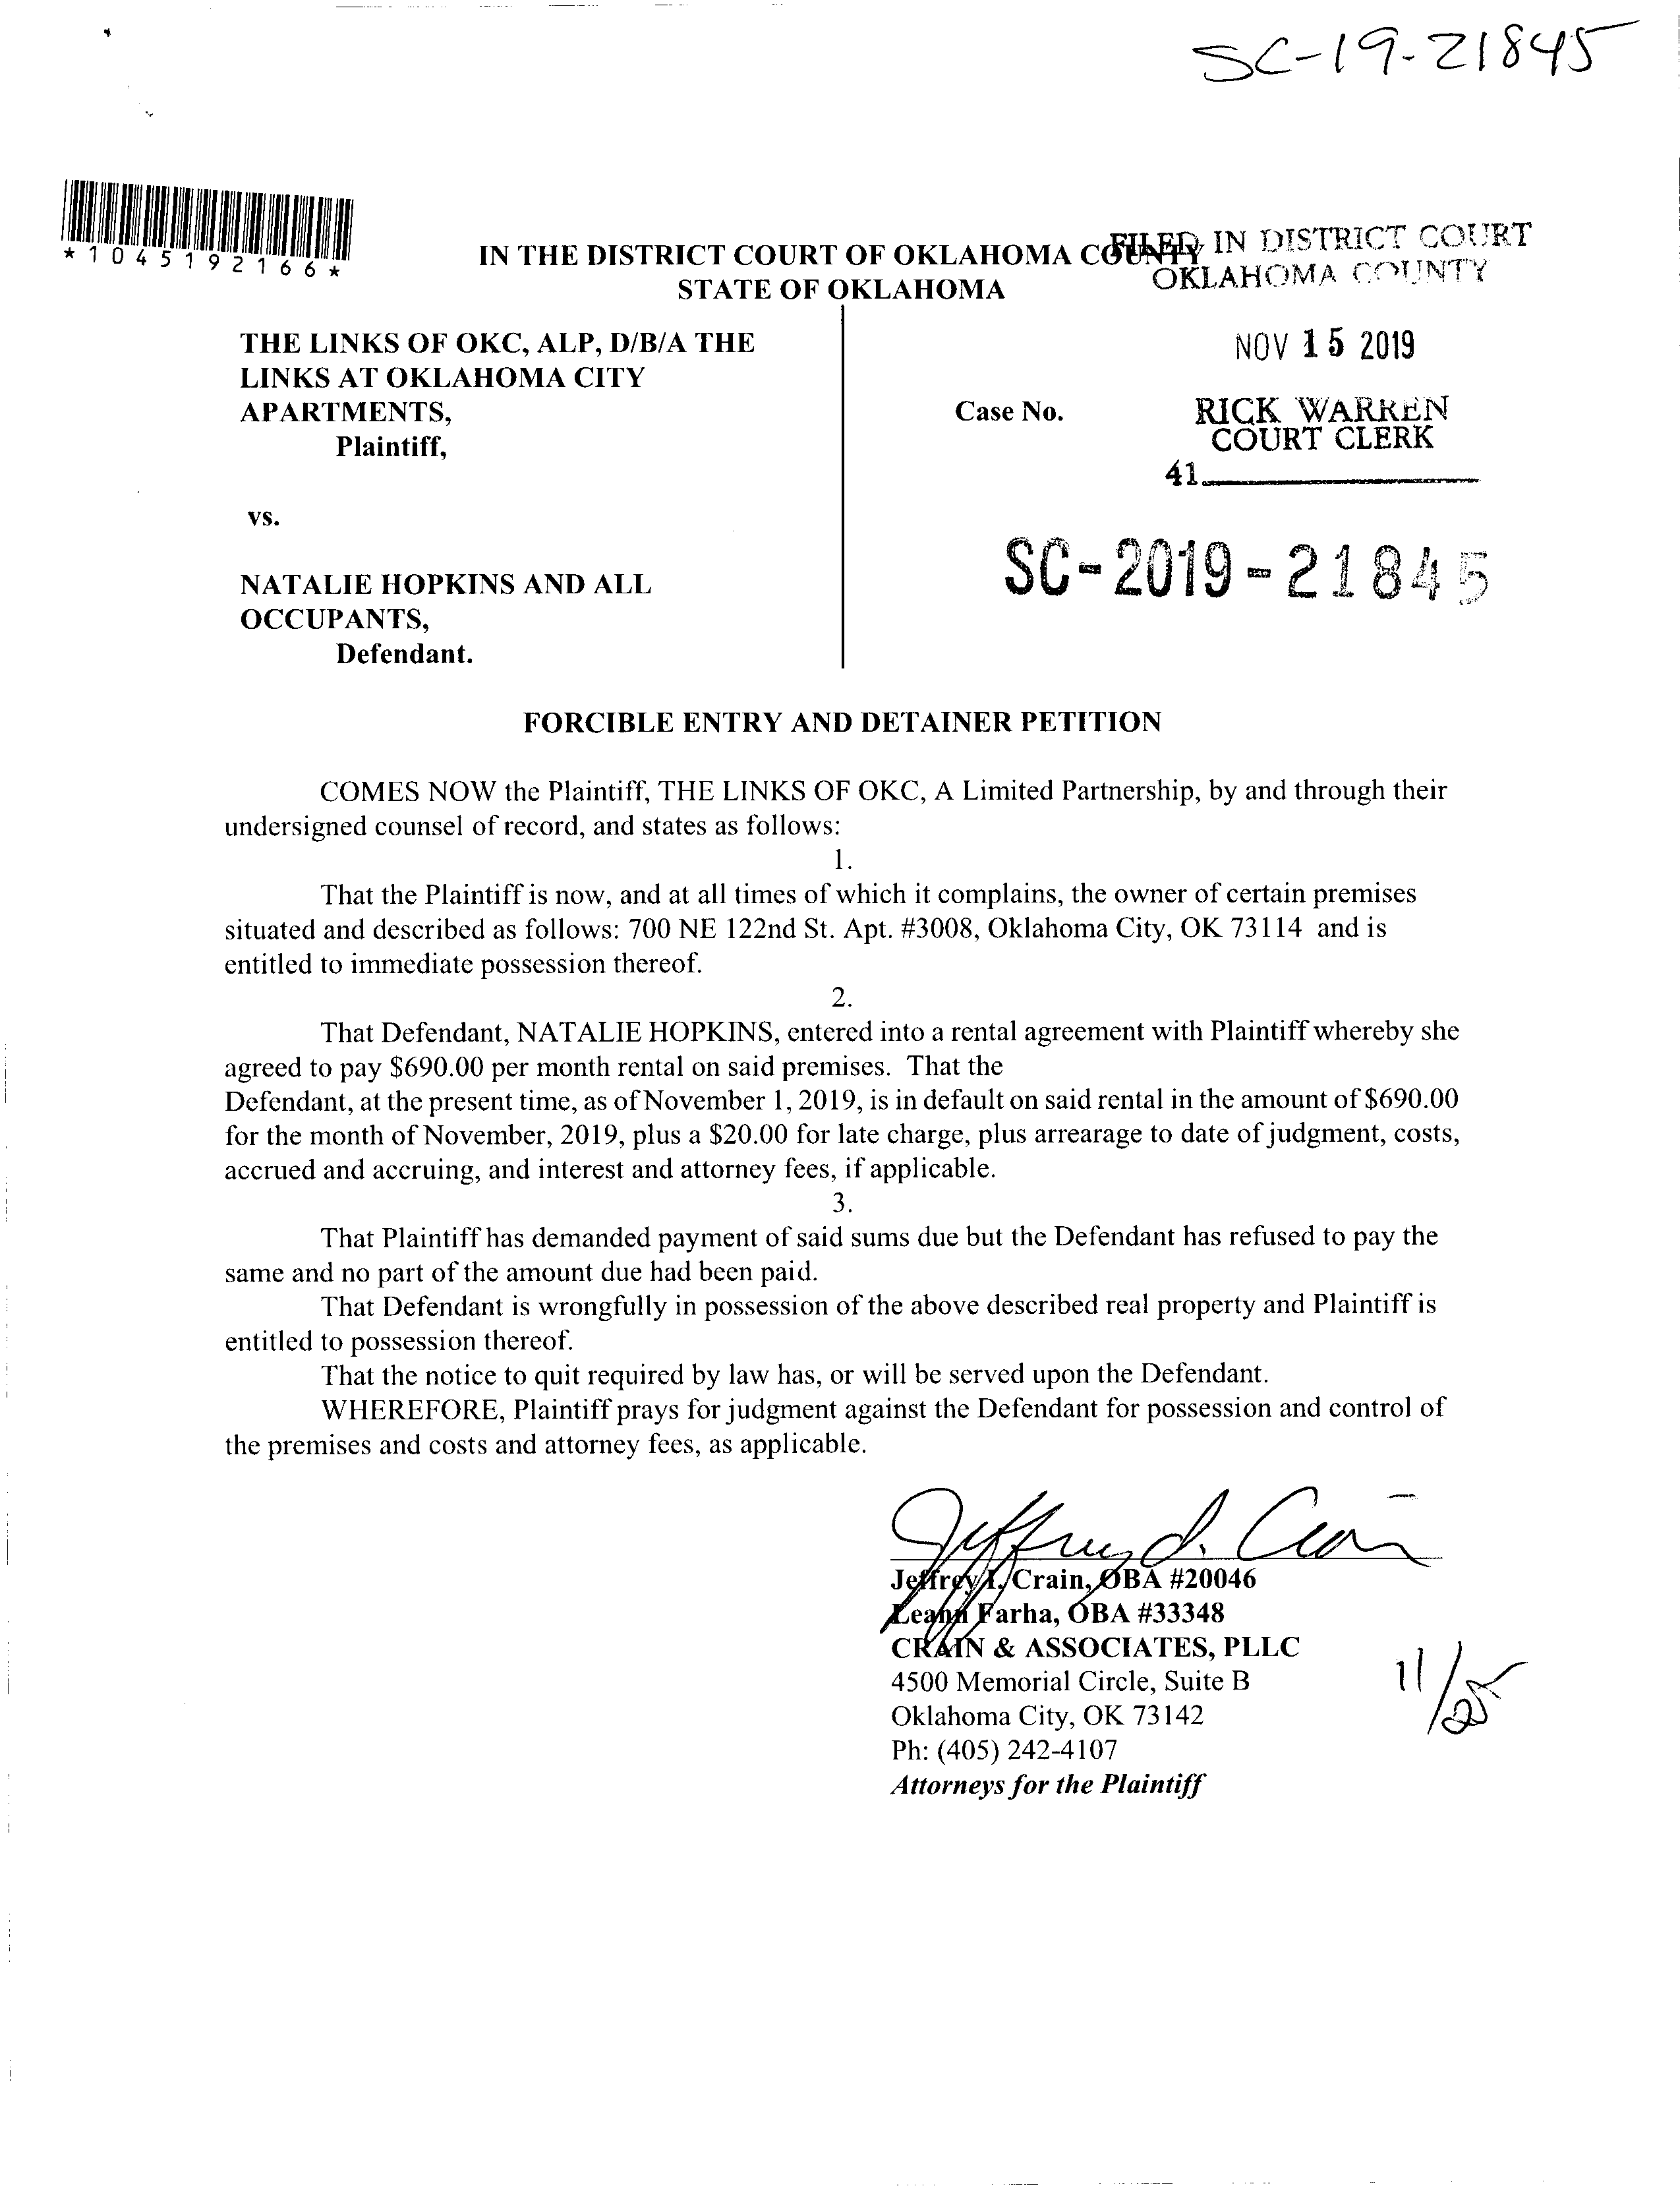 SC-19-21845
*1045192166*
IN THE DISTRICT COURT OF OKLAHOMA COUNTY
STATE OF OKLAHOMA
FILED IN DISTRICT COURT
OKLAHOMA COUNTY
NOV 15 2019
RICK WARREN
COURT CLERK
41
THE LINKS OF OKC, ALP, D/B/A THE
LINKS AT OKLAHOMA CITY
APARTMENTS,
Plaintiff,
Case No.
vs.
SC-2019-21845
NATALIE HOPKINS AND ALL
OCCUPANTS,
Defendant.
FORCIBLE ENTRY AND DETAINER PETITION
COMES NOW the Plaintiff, THE LINKS OF OKC, A Limited Partnership, by and through their
undersigned counsel of record, and states as follows:
1.
That the Plaintiff is now, and at all times of which it complains, the owner of certain premises
situated and described as follows: 700 NE 122nd St. Apt. #3008, Oklahoma City, OK 73114 and is
entitled to immediate possession thereof.
2.
That Defendant, NATALIE HOPKINS, entered into a rental agreement with Plaintiff whereby she
agreed to pay $690.00 per month rental on said premises. That the
Defendant, at the present time, as of November 1, 2019, is in default on said rental in the amount of $690.00
for the month of November, 2019, plus a $20.00 for late charge, plus arrearage to date of judgment, costs,
accrued and accruing, and interest and attorney fees, if applicable.
3.
That Plaintiff has demanded payment of said sums due but the Defendant has refused to pay the
same and no part of the amount due had been paid.
That Defendant is wrongfully in possession of the above described real property and Plaintiff is
entitled to possession thereof.
That the notice to quit required by law has, or will be served upon the Defendant.
WHEREFORE, Plaintiff prays for judgment against the Defendant for possession and control of
the premises and costs and attorney fees, as applicable.
Jeffrey I. Crain
Jeffrey I. Crain, OBA #20046
Leann Farha, OBA #33348
CRAIN & ASSOCIATES, PLLC
4500 Memorial Circle, Suite B
Oklahoma City, OK 73142
Ph: (405) 242-4107
Attorneys for the Plaintiff
11/25